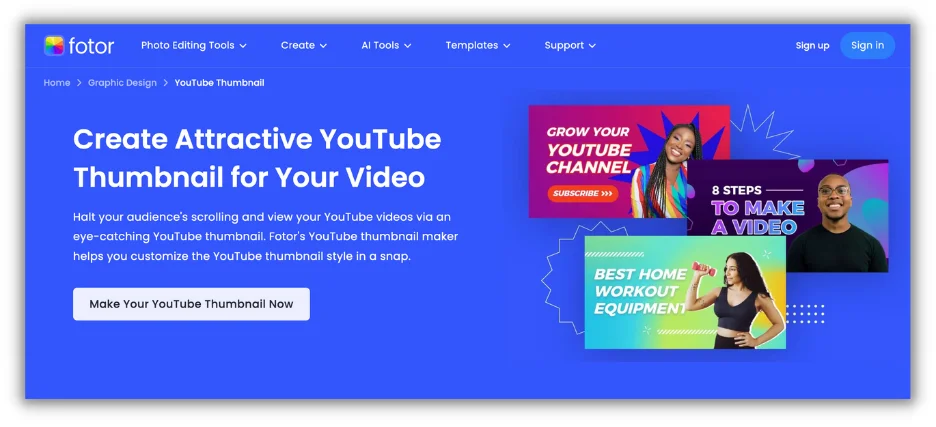 fotor
Photo Editing Tools
Create
AI Tools
Templates
Support
Sign up
Sign in
Home > Graphic Design > YouTube Thumbnail
Create Attractive YouTube
Thumbnail for Your Video
Halt your audience's scrolling and view your YouTube videos via an
eye-catching YouTube thumbnail. Fotor's YouTube thumbnail maker
helps you customize the YouTube thumbnail style in a snap.
Make Your YouTube Thumbnail Now
GROW YOUR
YOUTUBE
CHANNEL
SUBSCRIBE >>>
8 STEPS
TO MAKE
A VIDEO
BEST HOME
WORKOUT
EQUIPMENT